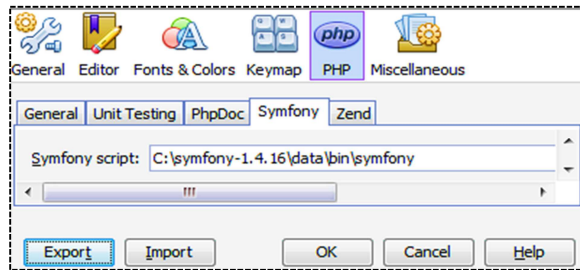 php
General Editor Fonts & Colors Keymap PHP Miscellaneous
General Unit Testing PhpDoc Symfony Zend
Symfony script: C:\symfony-1.4.16\data\bin\symfony
Export Import OK Cancel Help